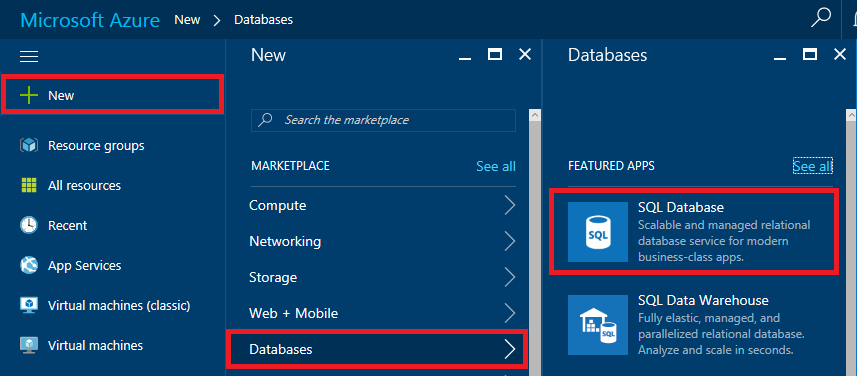 Microsoft Azure New > Databases
New
Resource groups
All resources
Recent
App Services
Virtual machines (classic)
Virtual machines
New
Search the marketplace
MARKETPLACE See all
Compute
Networking
Storage
Web + Mobile
Databases
Databases
FEATURED APPS See all
SQL
SQL Database
Scalable and managed relational
database service for modern
business-class apps.
SQL
SQL Data Warehouse
Fully elastic, managed, and
parallelized relational database.
Analyze and scale in seconds.